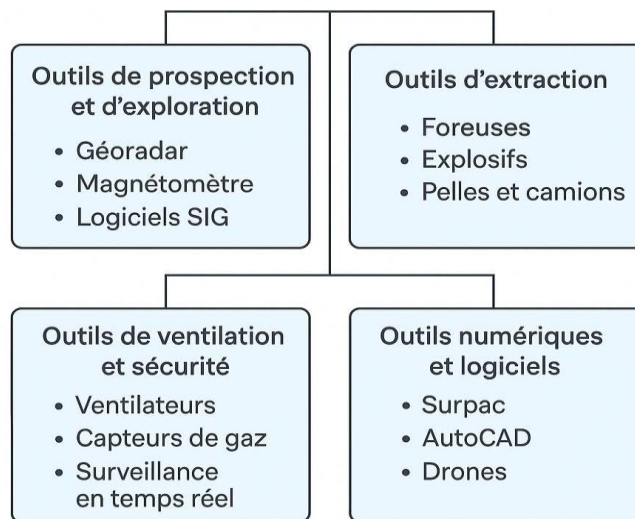 Outils de prospection
et d'exploration
• Géoradar
• Magnétomètre
• Logiciels SIG
Outils d'extraction
• Foreuses
• Explosifs
• Pelles et camions
Outils de ventilation
et sécurité
• Ventilateurs
• Capteurs de gaz
• Surveillance
en temps réel
Outils numériques
et logiciels
• Surpac
• AutoCAD
• Drones